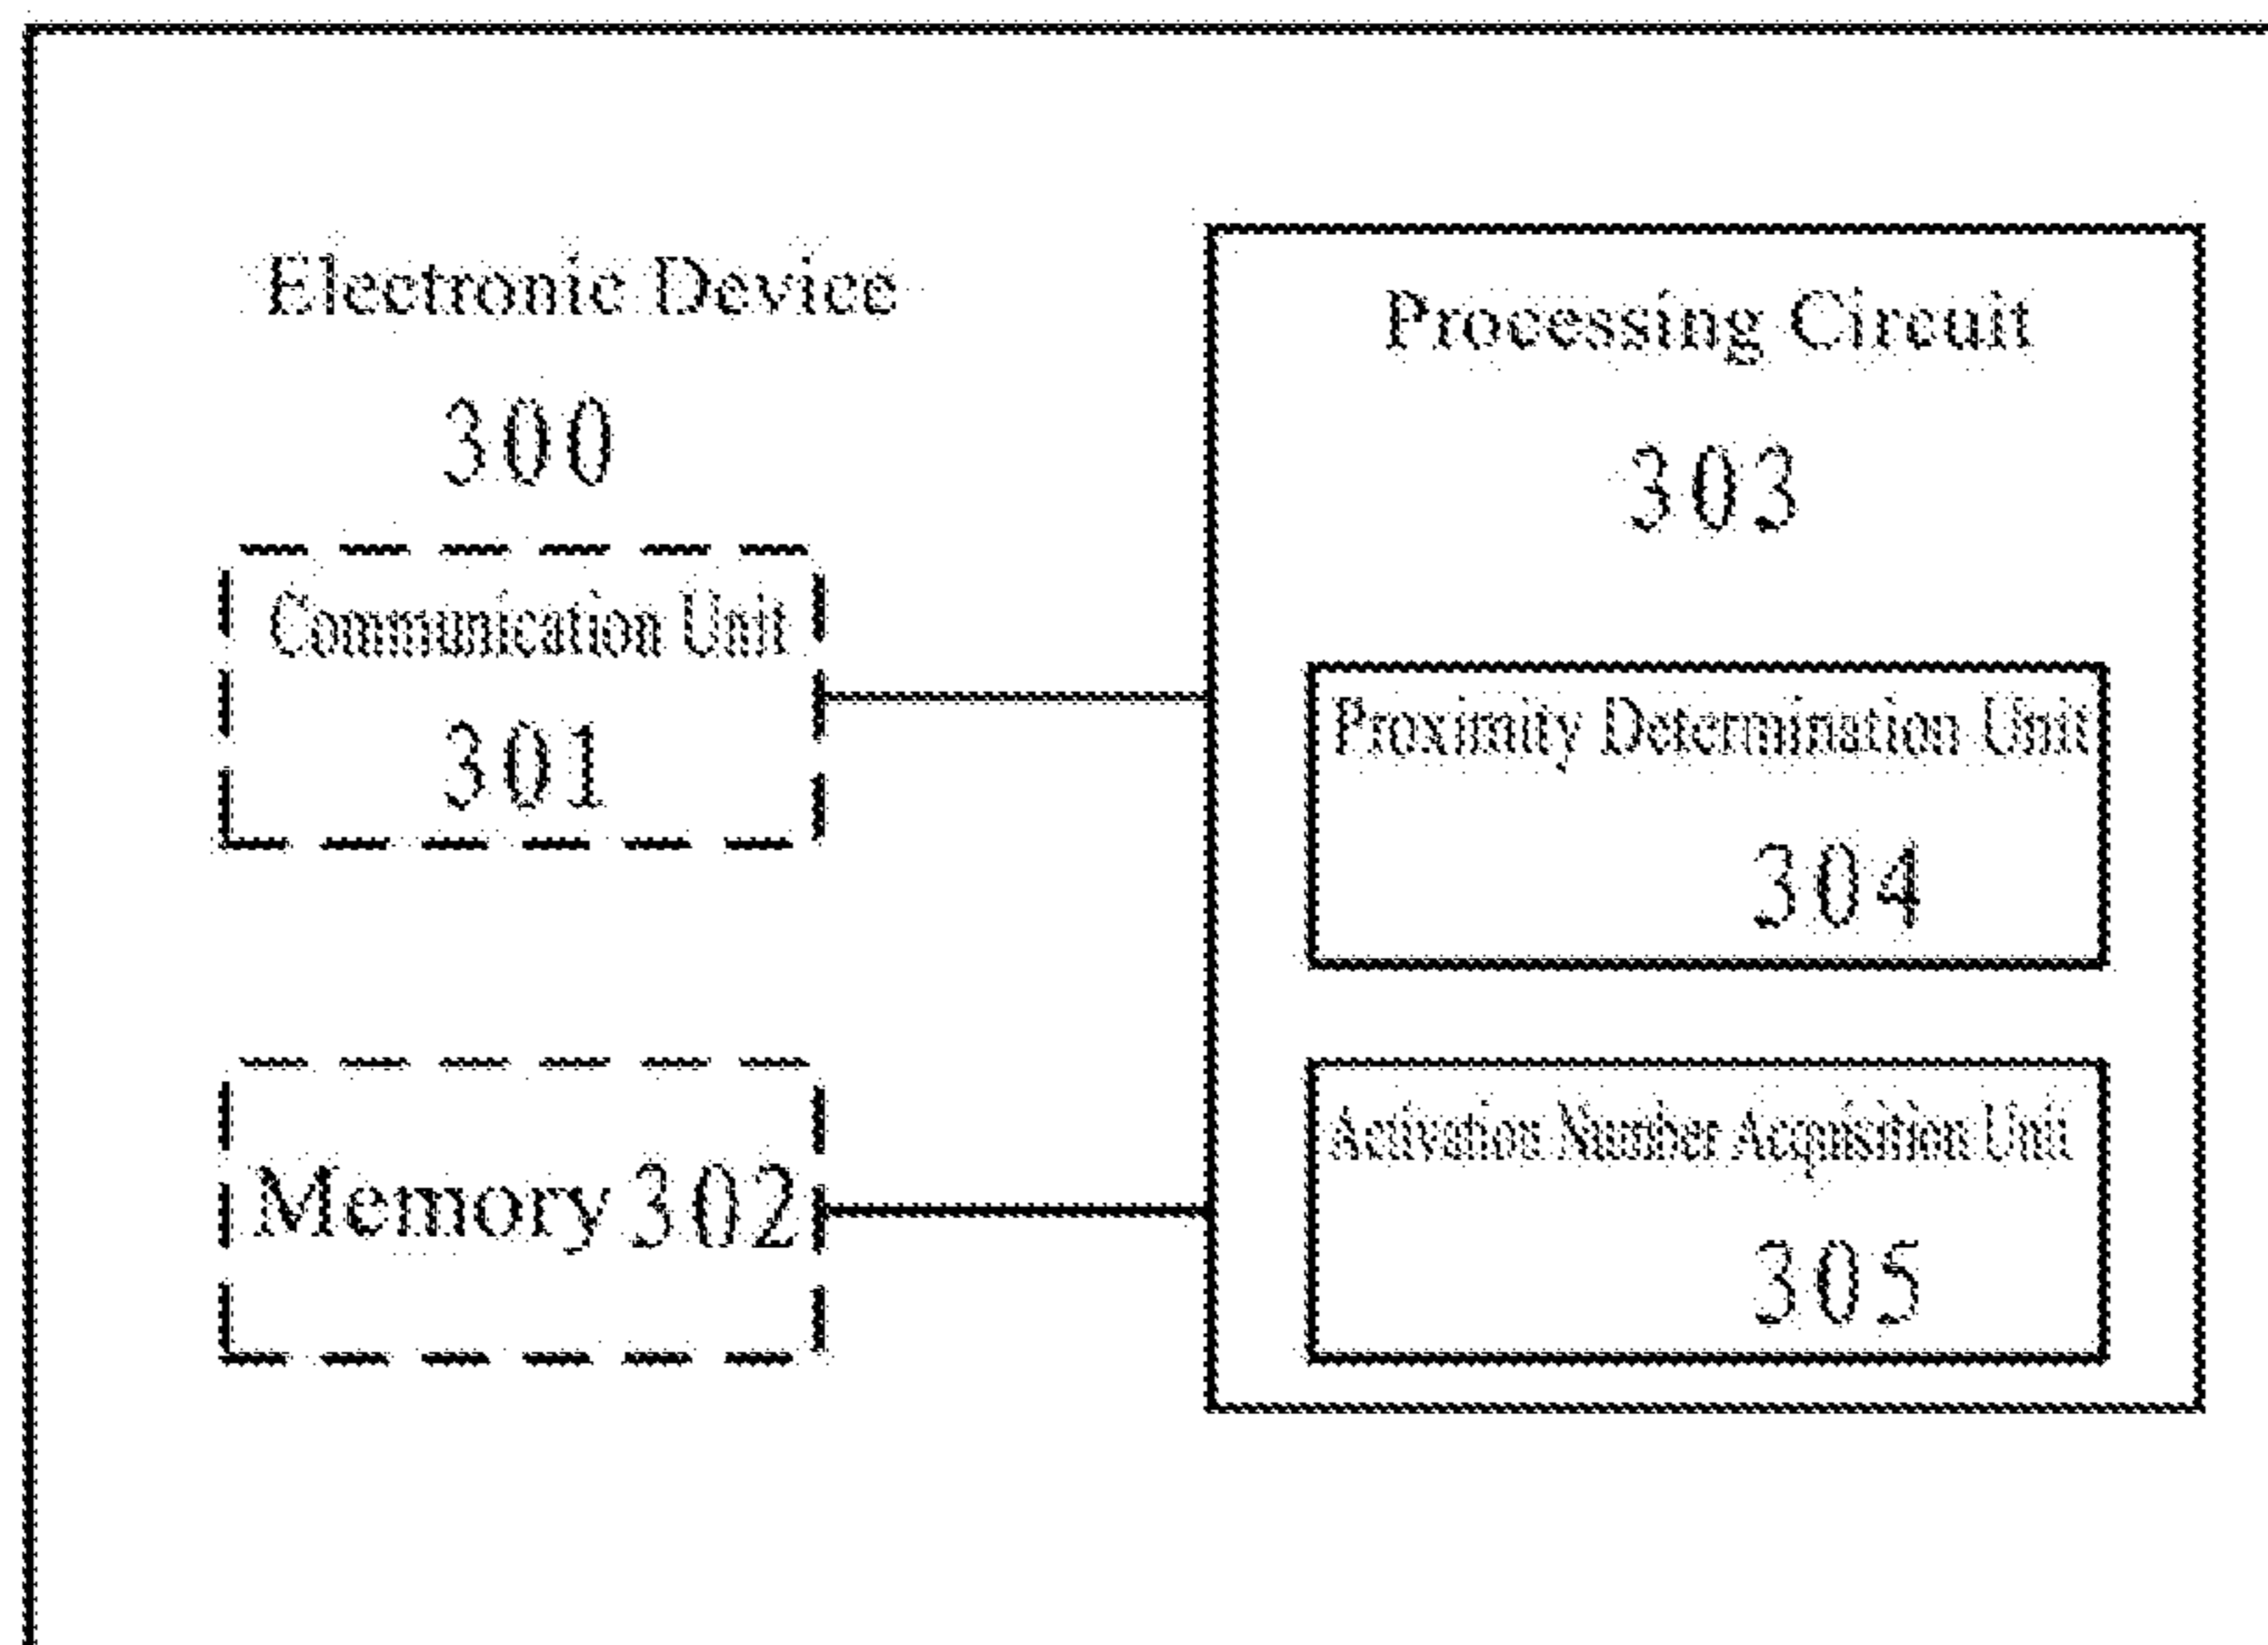 Electronic Device
300
Communication Unit
301
Memory 302
Processing Circuit
303
Proximity Determination Unit
304
Activation Number Acquisition Unit
305